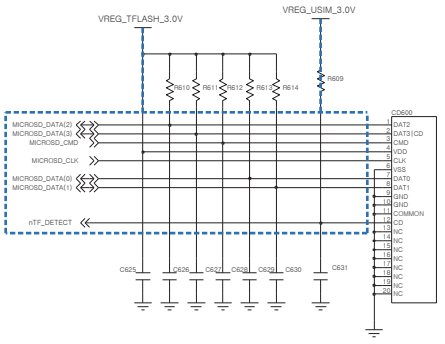 VREG_TFLASH_3.0V
VREG_USIM_3.0V
R610 R611 R612 R613 R614
R609
CD600
MICROSD_DATA(2)
1 DAT2
MICROSD_DATA(3)
2 DAT3|CD
MICROSD_CMD
3 CMD
4 VDD
MICROSD_CLK
5 CLK
6 VSS
MICROSD_DATA(0)
7 DAT0
MICROSD_DATA(1)
8 DAT1
9 GND
10 GND
11 COMMON
nTF_DETECT
12 CD
13 NC
14 NC
15 NC
16 NC
17 NC
18 NC
19 NC
20 NC
C625 C626 C627 C628 C629 C630 C631